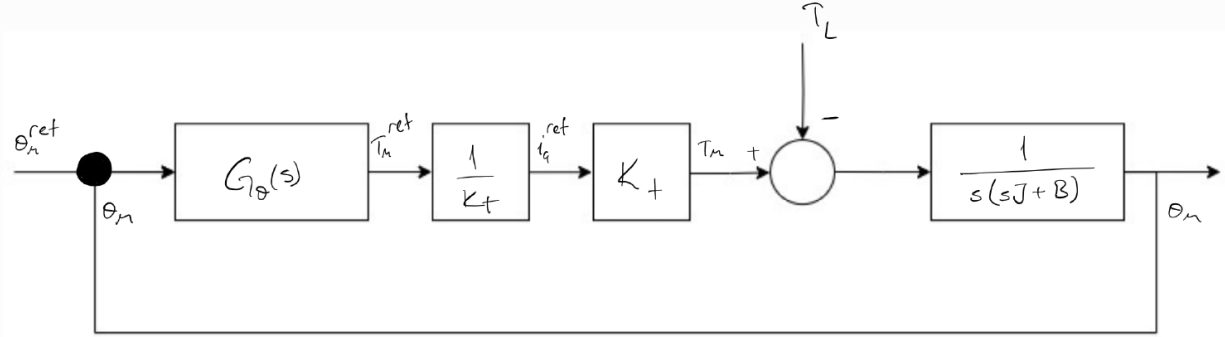 T_L
−
θ_m^ref
G_θ(s)
T_m^ref
1/K_t
i_q^ref
K_t
T_m
+
1/(s(sJ+B))
θ_m
θ_m